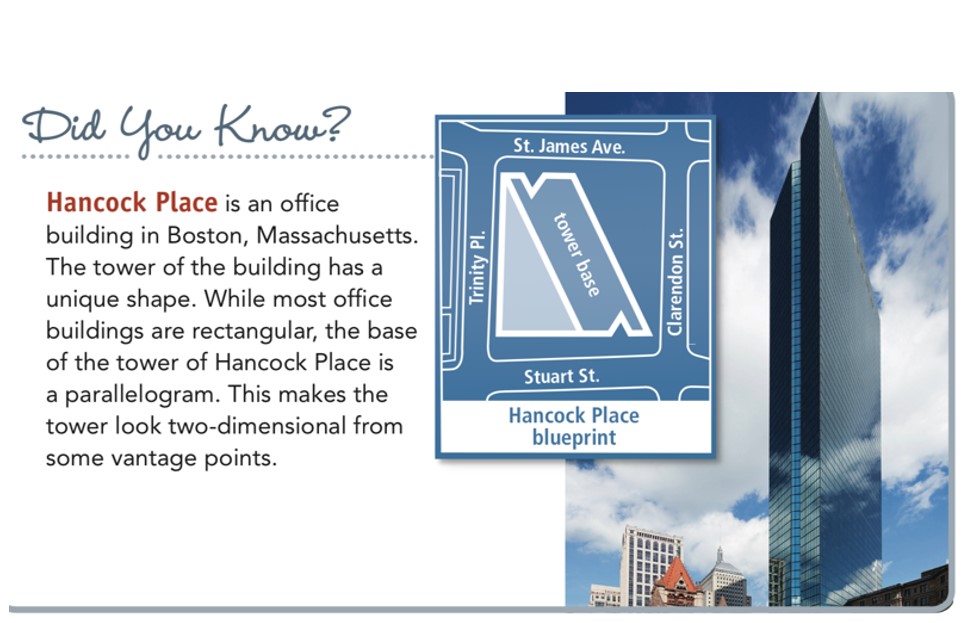 Did You Know?
Hancock Place is an office
building in Boston, Massachusetts.
The tower of the building has a
unique shape. While most office
buildings are rectangular, the base
of the tower of Hancock Place is
a parallelogram. This makes the
tower look two-dimensional from
some vantage points.
St. James Ave.
Trinity Pl.
tower base
Clarendon St.
Stuart St.
Hancock Place
blueprint